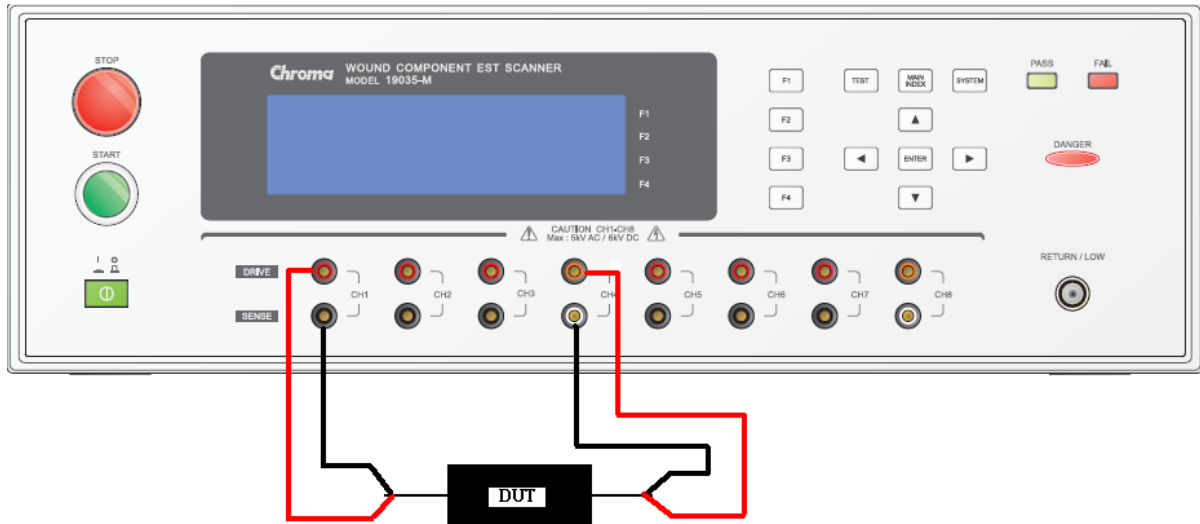 STOP
START
I O
Chroma WOUND COMPONENT EST SCANNER
MODEL 19035-M
F1
F2
F3
F4
F1
F2
F3
F4
TEST
MAIN INDEX
SYSTEM
ENTER
PASS
FAIL
DANGER
CAUTION CH1-CH8
Max : 5kV AC / 6kV DC
DRIVE
SENSE
CH1
CH2
CH3
CH4
CH5
CH6
CH7
CH8
RETURN / LOW
DUT